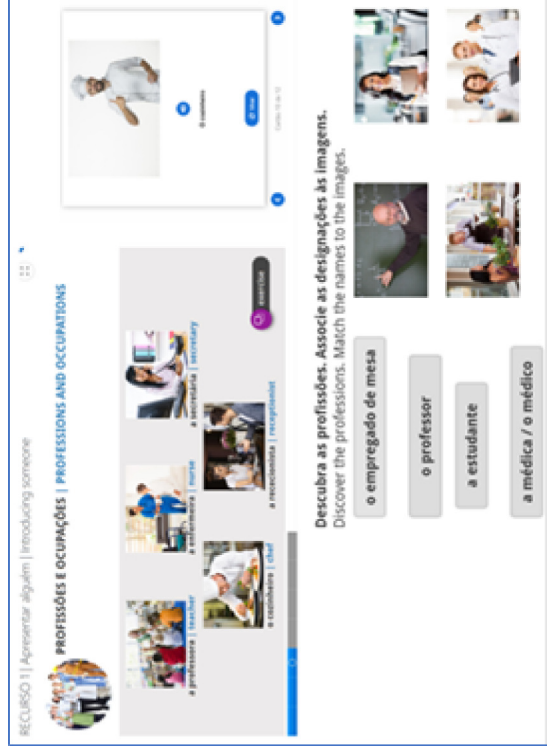 RECURSO 1 | Apresentar alguém | Introducing someone
PROFISSÕES E OCUPAÇÕES | PROFESSIONS AND OCCUPATIONS
a professora | teacher
a enfermeira | nurse
a secretária | secretary
o cozinheiro | chef
a rececionista | receptionist
exercise
O cozinheiro
Descubra as profissões. Associe as designações às imagens.
Discover the professions. Match the names to the images.
o empregado de mesa
o professor
a estudante
a médica / o médico